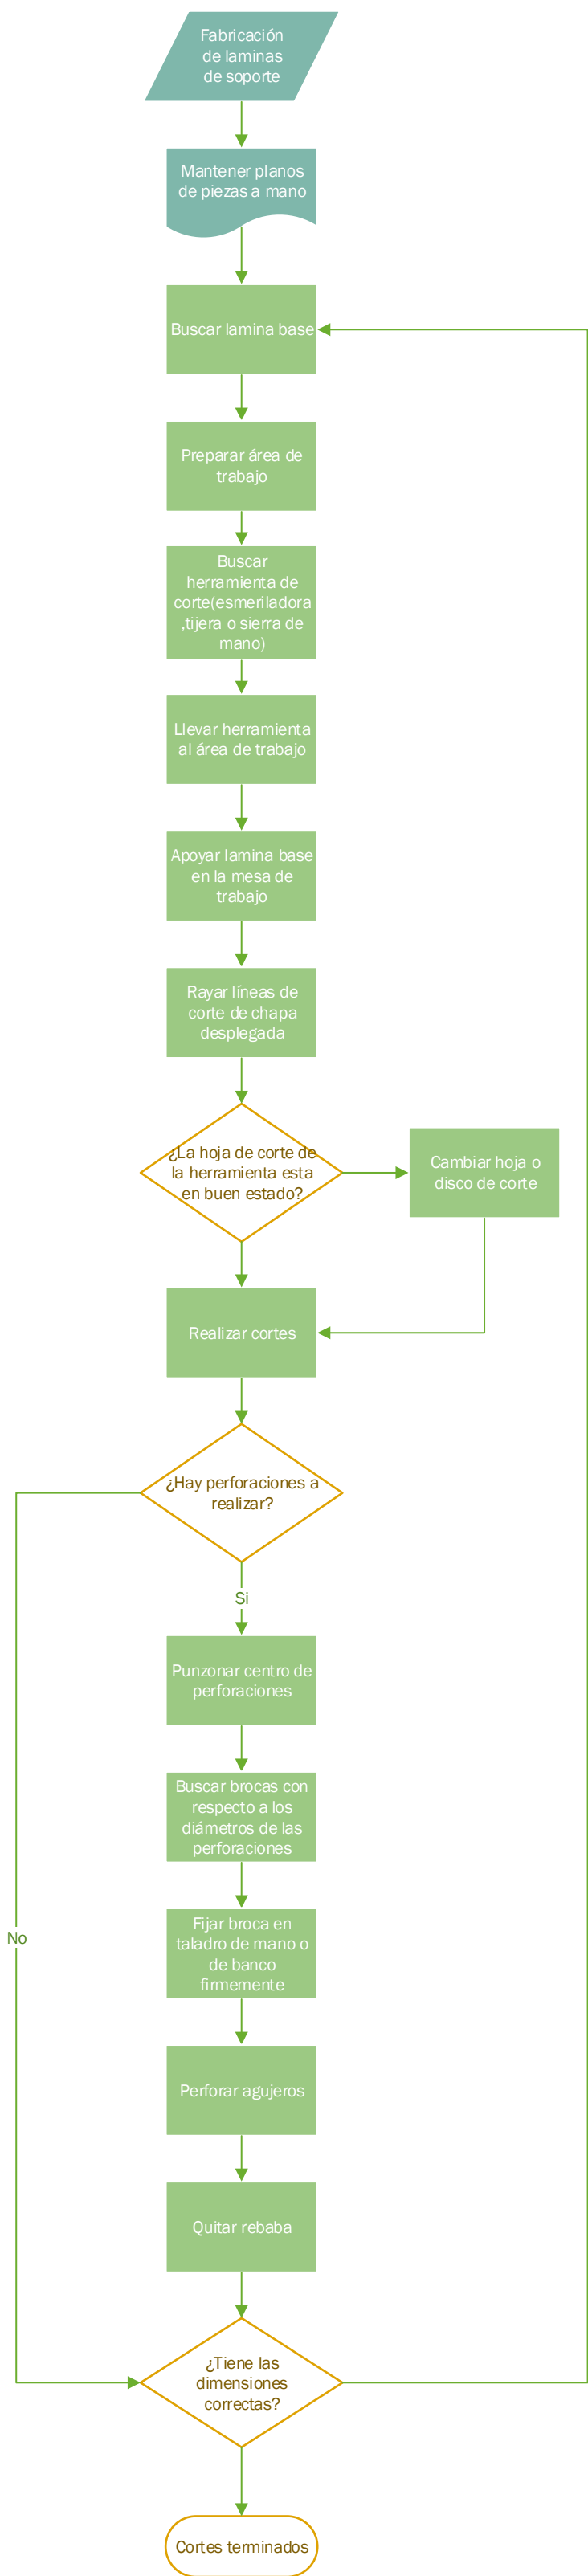 Fabricación
de laminas
de soporte
Mantener planos
de piezas a mano
Buscar lamina base
Preparar área de
trabajo
Buscar
herramienta de
corte(esmeriladora
,tijera o sierra de
mano)
Llevar herramienta
al área de trabajo
Apoyar lamina base
en la mesa de
trabajo
Rayar líneas de
corte de chapa
desplegada
¿La hoja de corte de
la herramienta esta
en buen estado?
Cambiar hoja o
disco de corte
Realizar cortes
¿Hay perforaciones a
realizar?
Si
Punzonar centro de
perforaciones
Buscar brocas con
respecto a los
diámetros de las
perforaciones
Fijar broca en
taladro de mano o
de banco
firmemente
No
Perforar agujeros
Quitar rebaba
¿Tiene las
dimensiones
correctas?
Cortes terminados